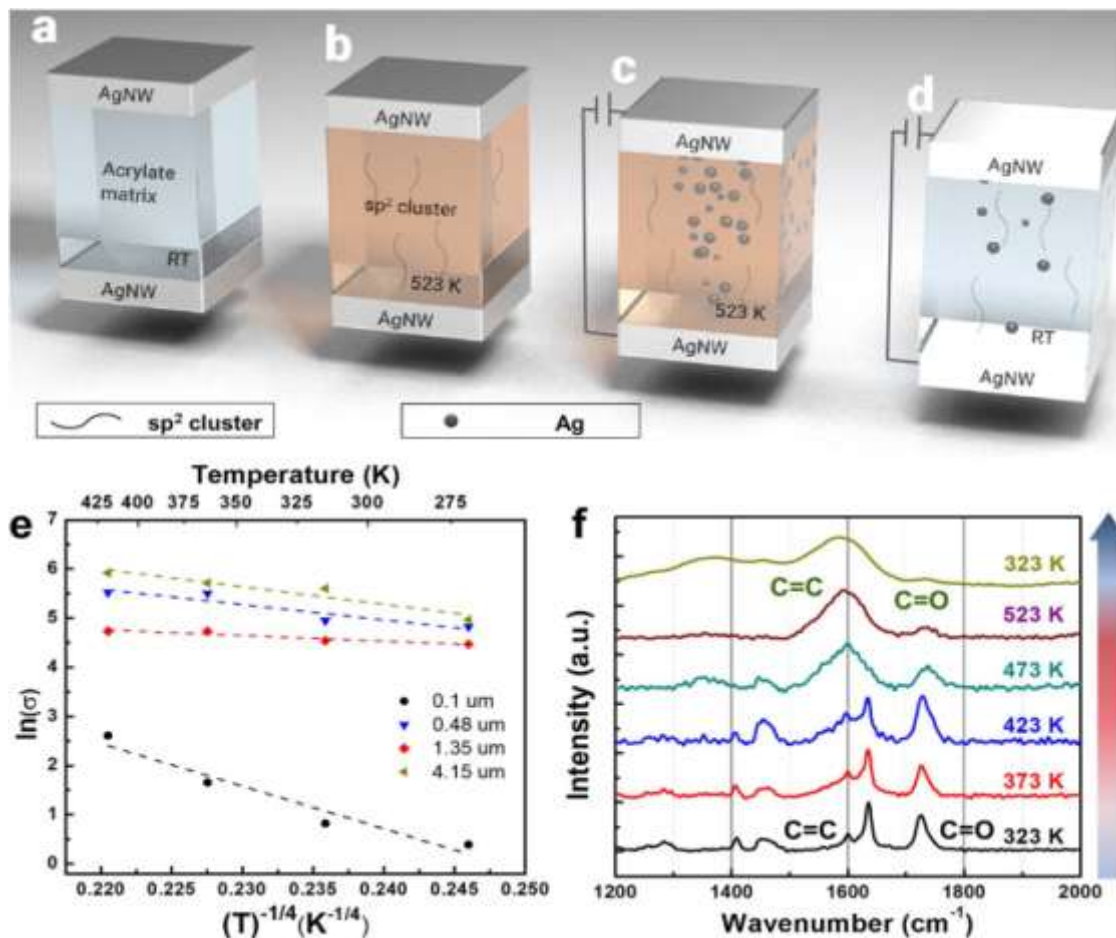 a
b
c
d
AgNW
Acrylate
matrix
RT
AgNW
AgNW
sp² cluster
523 K
AgNW
AgNW
523 K
AgNW
AgNW
RT
AgNW
sp² cluster
Ag
Temperature (K)
425 400 375 350 325 300 275
e
7
6
5
4
3
2
1
0
ln(σ)
0.1 um
0.48 um
1.35 um
4.15 um
0.220 0.225 0.230 0.235 0.240 0.245 0.250
(T)⁻¹/⁴(K⁻¹/⁴)
f
323 K
C=C
C=O
523 K
473 K
423 K
373 K
C=C
C=O
323 K
Intensity (a.u.)
1200 1400 1600 1800 2000
Wavenumber (cm⁻¹)